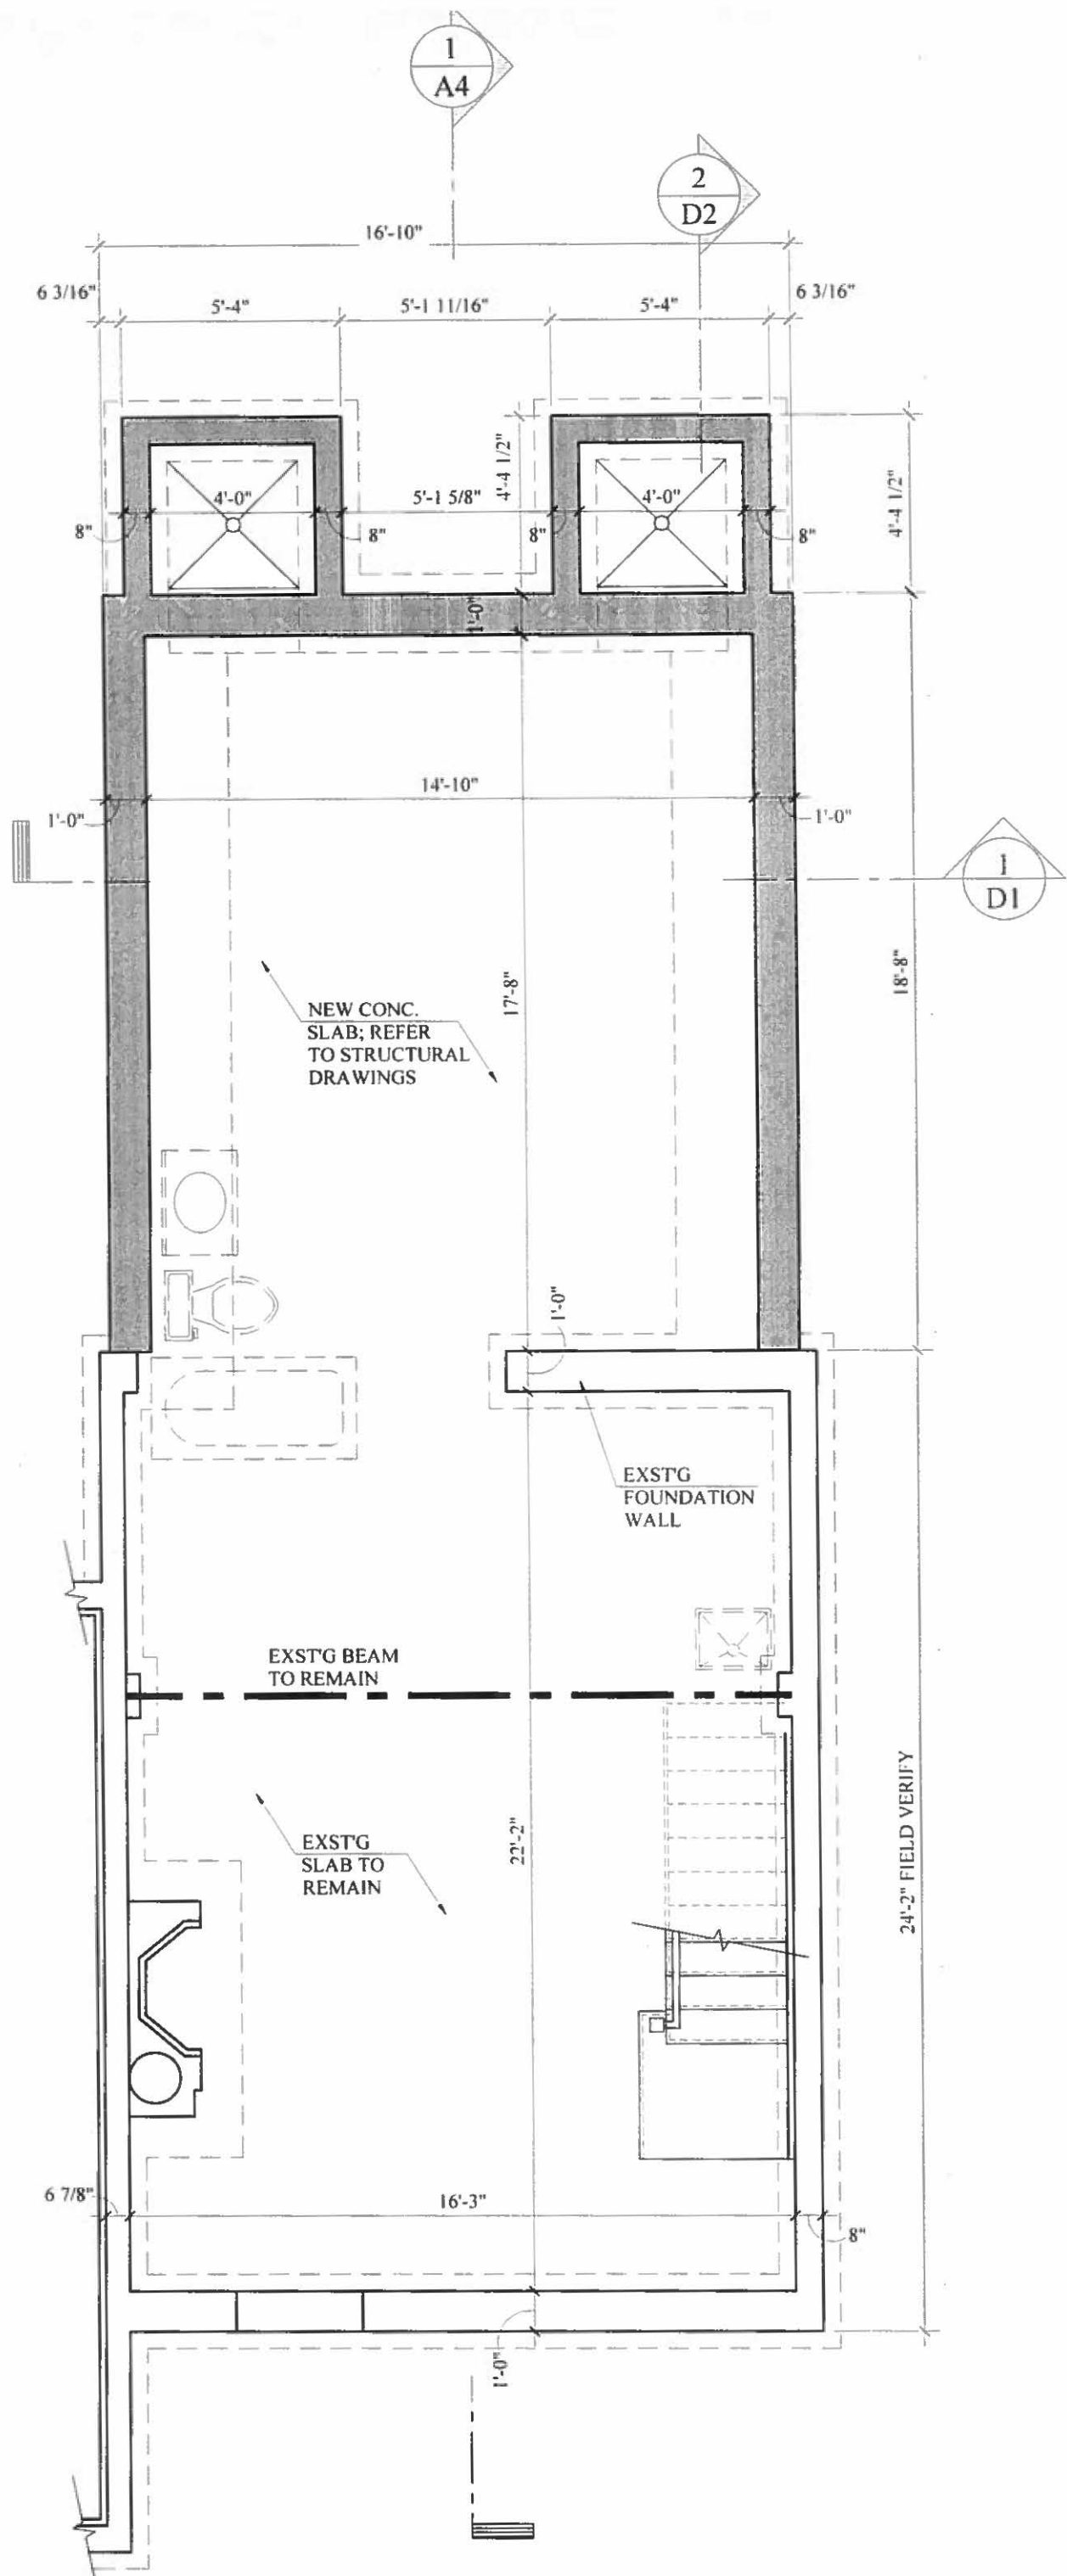 1
A4
2
D2
16'-10"
6 3/16"
5'-4"
5'-1 11/16"
5'-4"
6 3/16"
4'-4 1/2"
4'-4 1/2"
4'-0"
5'-1 5/8"
4'-0"
8"
8"
8"
8"
1'-0"
14'-10"
1'-0"
1'-0"
1
D1
17'-8"
18'-8"
NEW CONC.
SLAB; REFER
TO STRUCTURAL
DRAWINGS
1'-0"
EXST'G
FOUNDATION
WALL
EXST'G BEAM
TO REMAIN
EXST'G
SLAB TO
REMAIN
22'-2"
24'-2" FIELD VERIFY
6 7/8"
16'-3"
8"
1'-0"